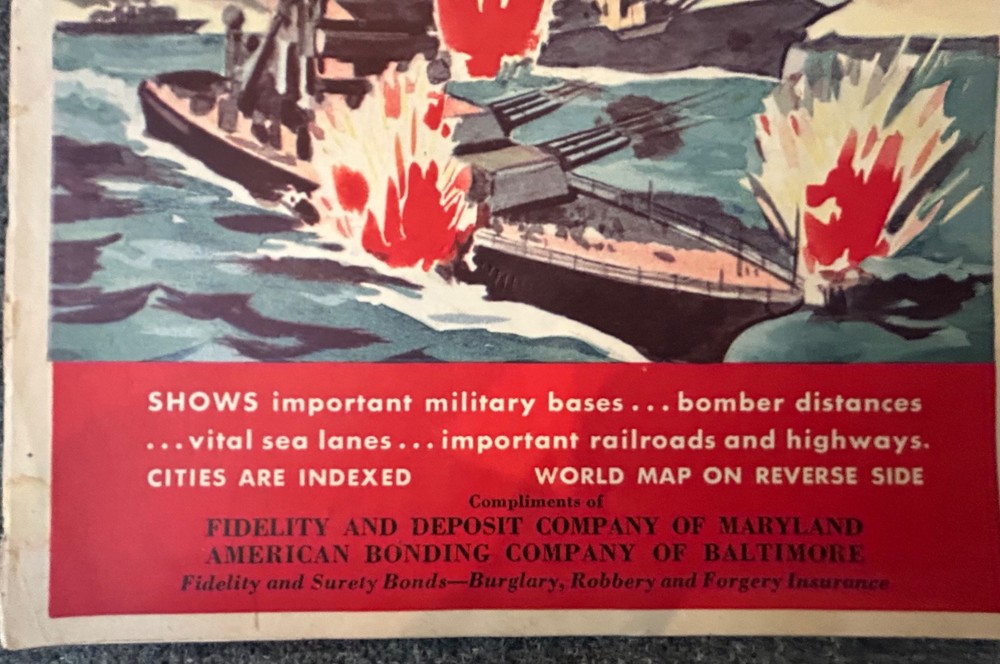 SHOWS important military bases...bomber distances
...vital sea lanes...important railroads and highways.
CITIES ARE INDEXED WORLD MAP ON REVERSE SIDE
Compliments of
FIDELITY AND DEPOSIT COMPANY OF MARYLAND
AMERICAN BONDING COMPANY OF BALTIMORE
Fidelity and Surety Bonds—Burglary, Robbery and Forgery Insurance